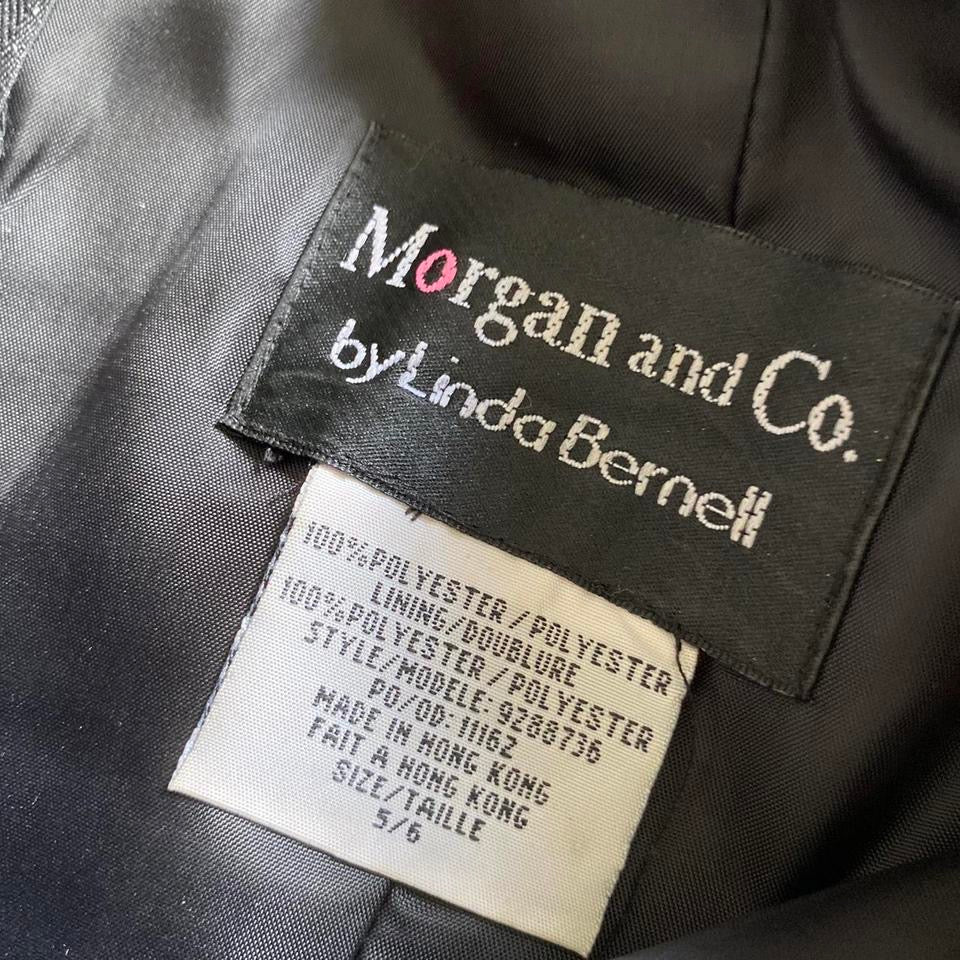 Morgan and Co.
by Linda Bernell
100%POLYESTER/POLYESTER
LINING/DOUBLURE
100%POLYESTER/POLYESTER
STYLE/MODELE: 9288736
PO/OD: 11162
MADE IN HONG KONG
FAIT A HONG KONG
SIZE/TAILLE
5/6